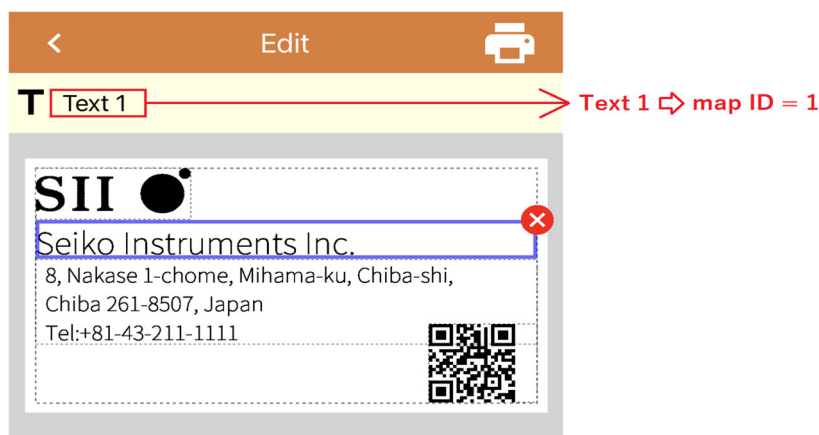 Edit
T Text 1
Text 1 ⇨ map ID = 1
SII
Seiko Instruments Inc.
8, Nakase 1-chome, Mihama-ku, Chiba-shi,
Chiba 261-8507, Japan
Tel:+81-43-211-1111